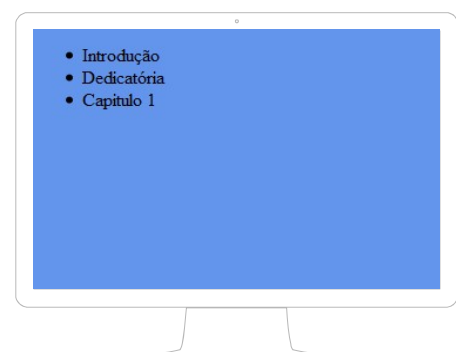 • Introdução
• Dedicatória
• Capitulo 1